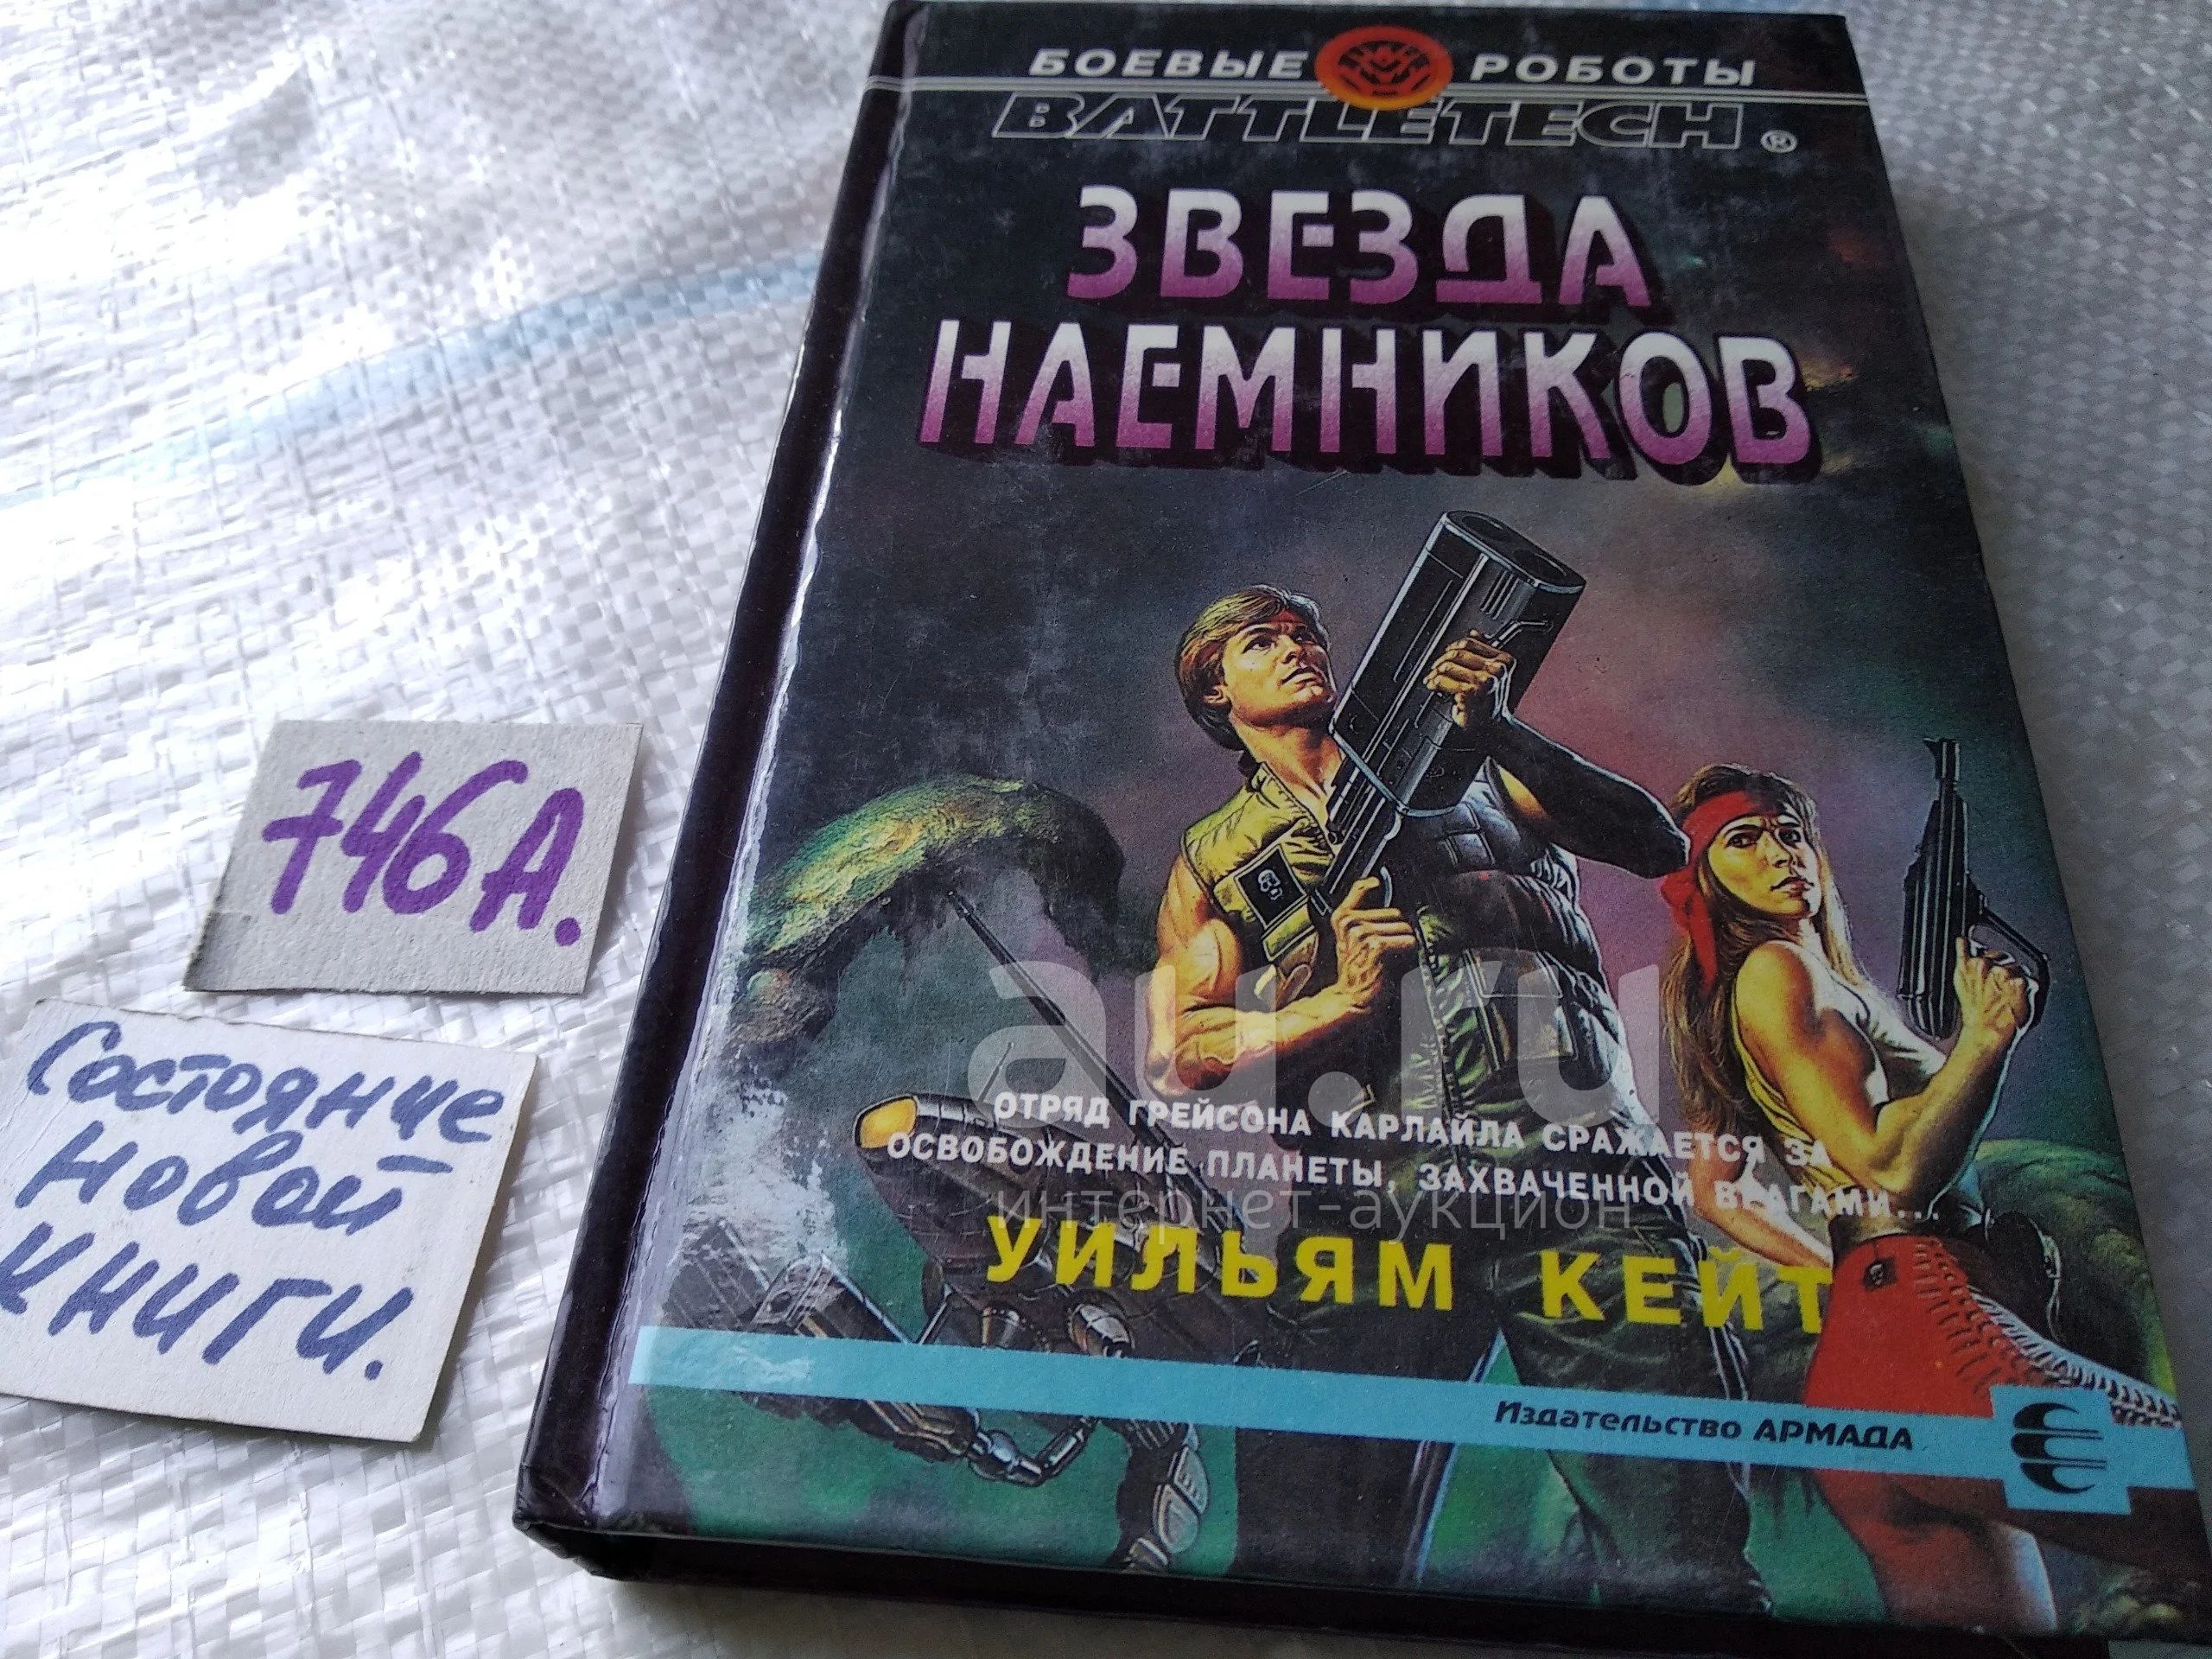 БОЕВЫЕ РОБОТЫ
BATTLETECH ®
ЗВЕЗДА
НАЕМНИКОВ
746А.
Состояние
новой
книги.
au.ru
интернет-аукцион
ОТРЯД ГРЕЙСОНА КАРЛАЙЛА СРАЖАЕТСЯ ЗА
ОСВОБОЖДЕНИЕ ПЛАНЕТЫ, ЗАХВАЧЕННОЙ ВРАГАМИ...
УИЛЬЯМ КЕЙТ
Издательство АРМАДА